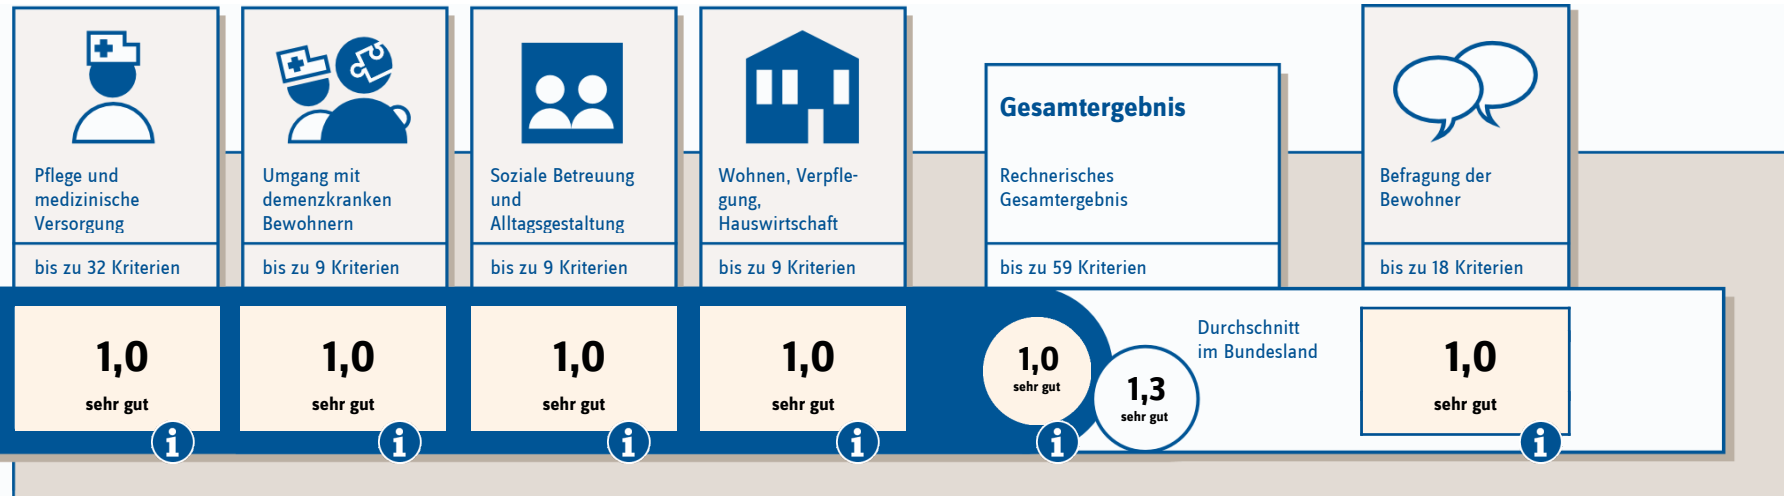 Pflege und
medizinische
Versorgung
bis zu 32 Kriterien
1,0
sehr gut
i
Umgang mit
demenzkranken
Bewohnern
bis zu 9 Kriterien
1,0
sehr gut
i
Soziale Betreuung
und
Alltagsgestaltung
bis zu 9 Kriterien
1,0
sehr gut
i
Wohnen, Verpfle-
gung,
Hauswirtschaft
bis zu 9 Kriterien
1,0
sehr gut
i
Gesamtergebnis
Rechnerisches
Gesamtergebnis
bis zu 59 Kriterien
1,0
sehr gut
i
1,3
sehr gut
Durchschnitt
im Bundesland
Befragung der
Bewohner
bis zu 18 Kriterien
1,0
sehr gut
i